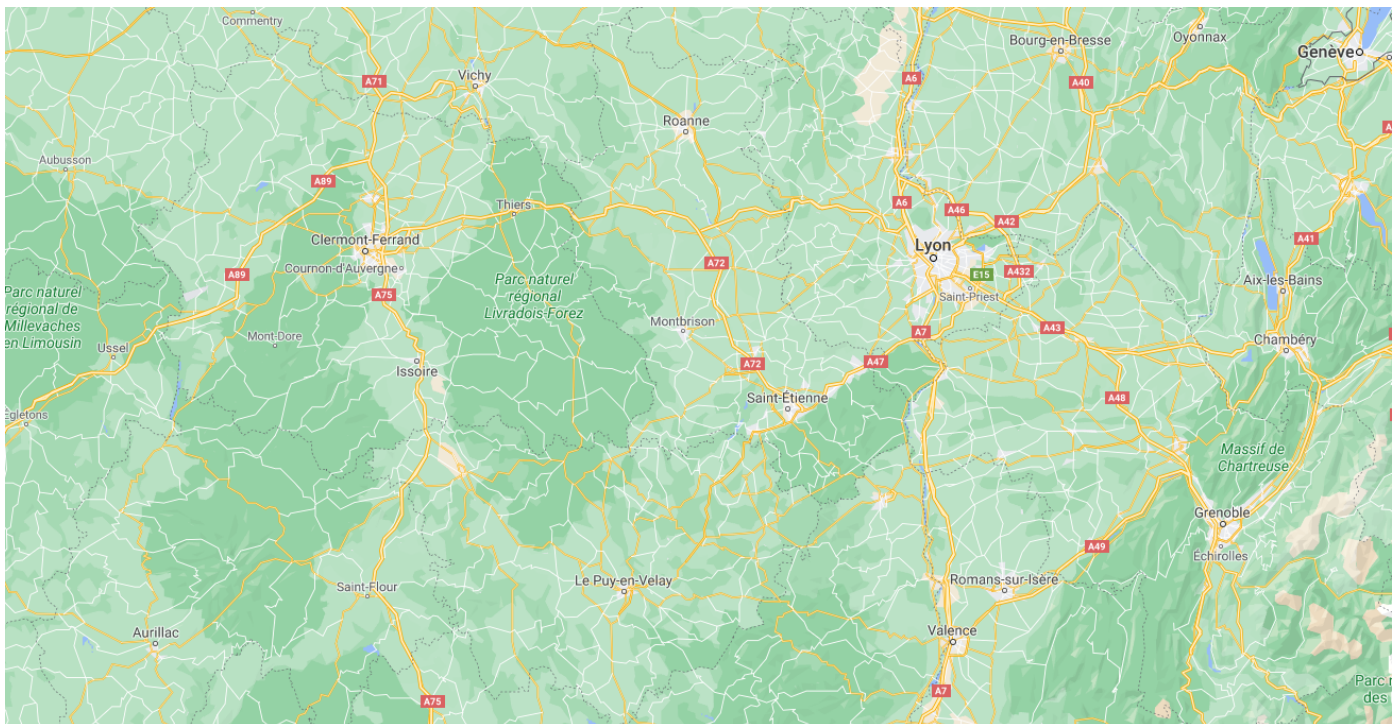 Commentry
A71
Vichy
Roanne
A6
Bourg-en-Bresse
A40
Oyonnax
Genève
Aubusson
A89
Thiers
A6
A46
A42
Clermont-Ferrand
Lyon
A41
Cournon-d'Auvergne
A89
A72
E15
A432
Aix-les-Bains
A75
Saint-Priest
Parc naturel
régional de
Millevaches
en Limousin
Parc naturel
régional
Livradois-Forez
Montbrison
A7
A43
Mont-Dore
Ussel
Chambéry
Issoire
A72
A47
Saint-Étienne
A48
Égletons
Massif de
Chartreuse
Grenoble
A49
Échirolles
Saint-Flour
Le Puy-en-Velay
Romans-sur-Isère
Aurillac
Valence
A75
A7
Parc
des